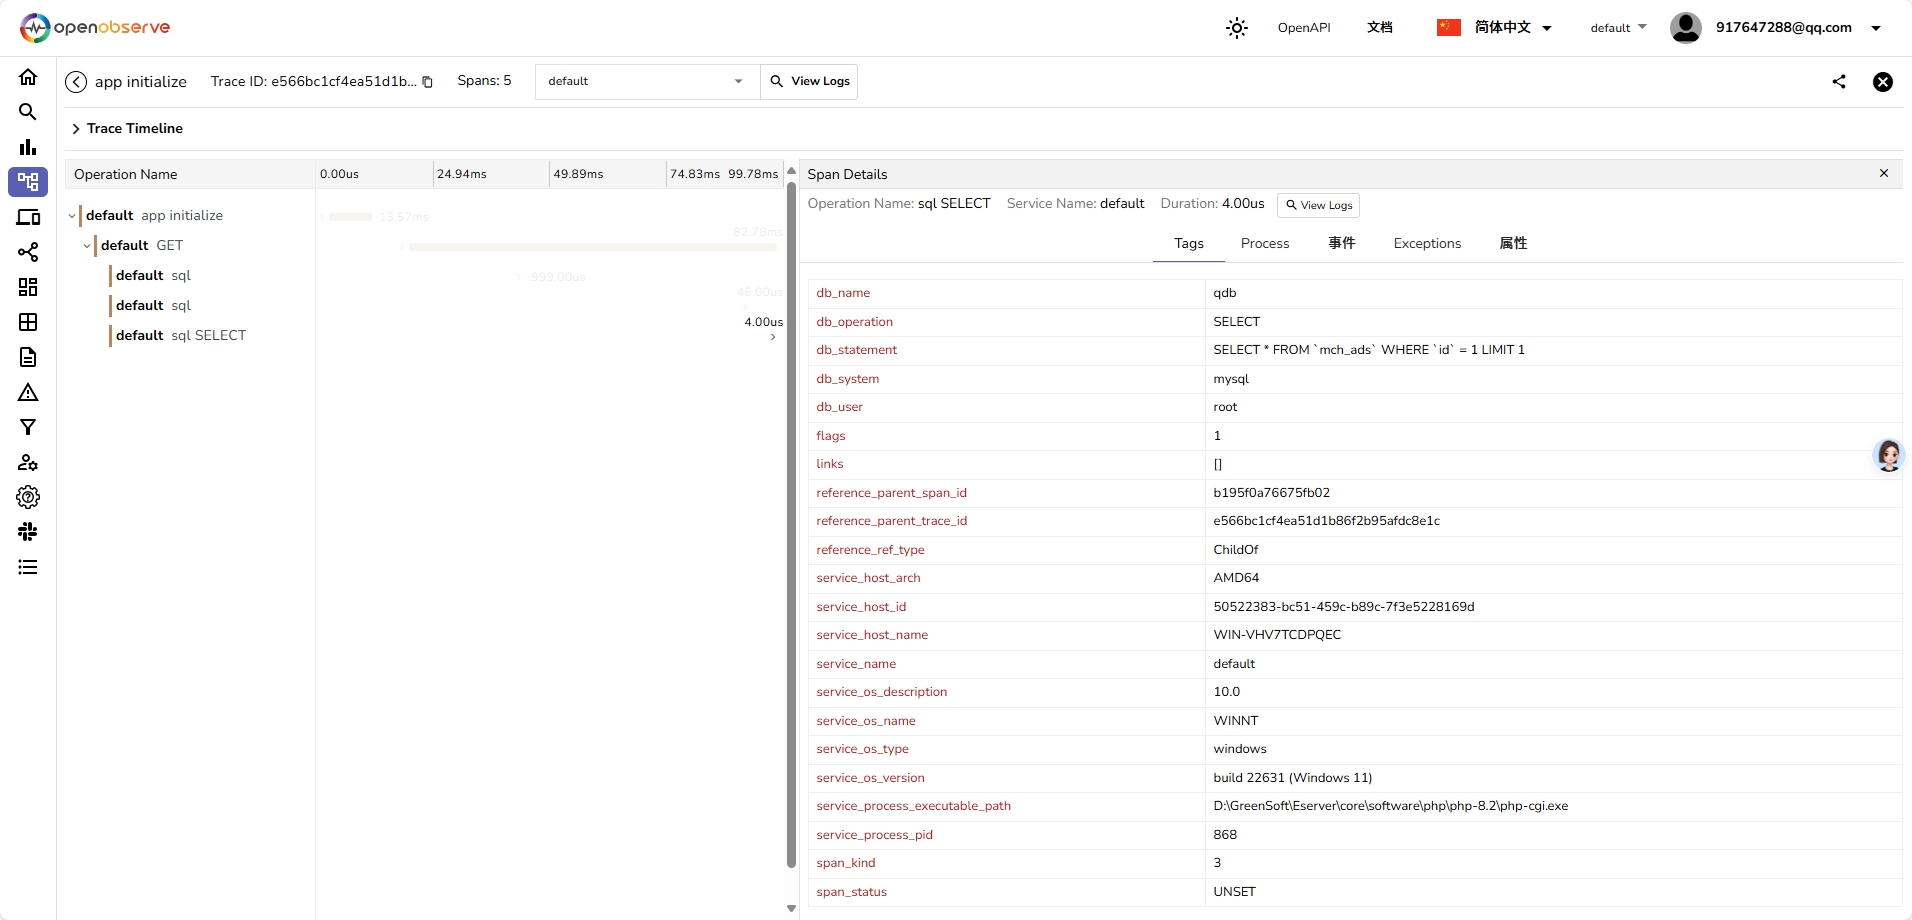 openobserve
OpenAPI
文档
简体中文
default
917647288@qq.com
app initialize
Trace ID: e566bc1cf4ea51d1b...
Spans: 5
default
View Logs
Trace Timeline
Operation Name
0.00us
24.94ms
49.89ms
74.83ms
99.78ms
default app initialize
13.57ms
default GET
82.78ms
default sql
999.00us
default sql
46.00us
default sql SELECT
4.00us
Span Details
Operation Name: sql SELECT
Service Name: default
Duration: 4.00us
View Logs
Tags
Process
事件
Exceptions
属性
db_name qdb
db_operation SELECT
db_statement SELECT * FROM `mch_ads` WHERE `id` = 1 LIMIT 1
db_system mysql
db_user root
flags 1
links []
reference_parent_span_id b195f0a76675fb02
reference_parent_trace_id e566bc1cf4ea51d1b86f2b95afdc8e1c
reference_ref_type ChildOf
service_host_arch AMD64
service_host_id 50522383-bc51-459c-b89c-7f3e5228169d
service_host_name WIN-VHV7TCDPQEC
service_name default
service_os_description 10.0
service_os_name WINNT
service_os_type windows
service_os_version build 22631 (Windows 11)
service_process_executable_path D:\GreenSoft\Eserver\core\software\php\php-8.2\php-cgi.exe
service_process_pid 868
span_kind 3
span_status UNSET